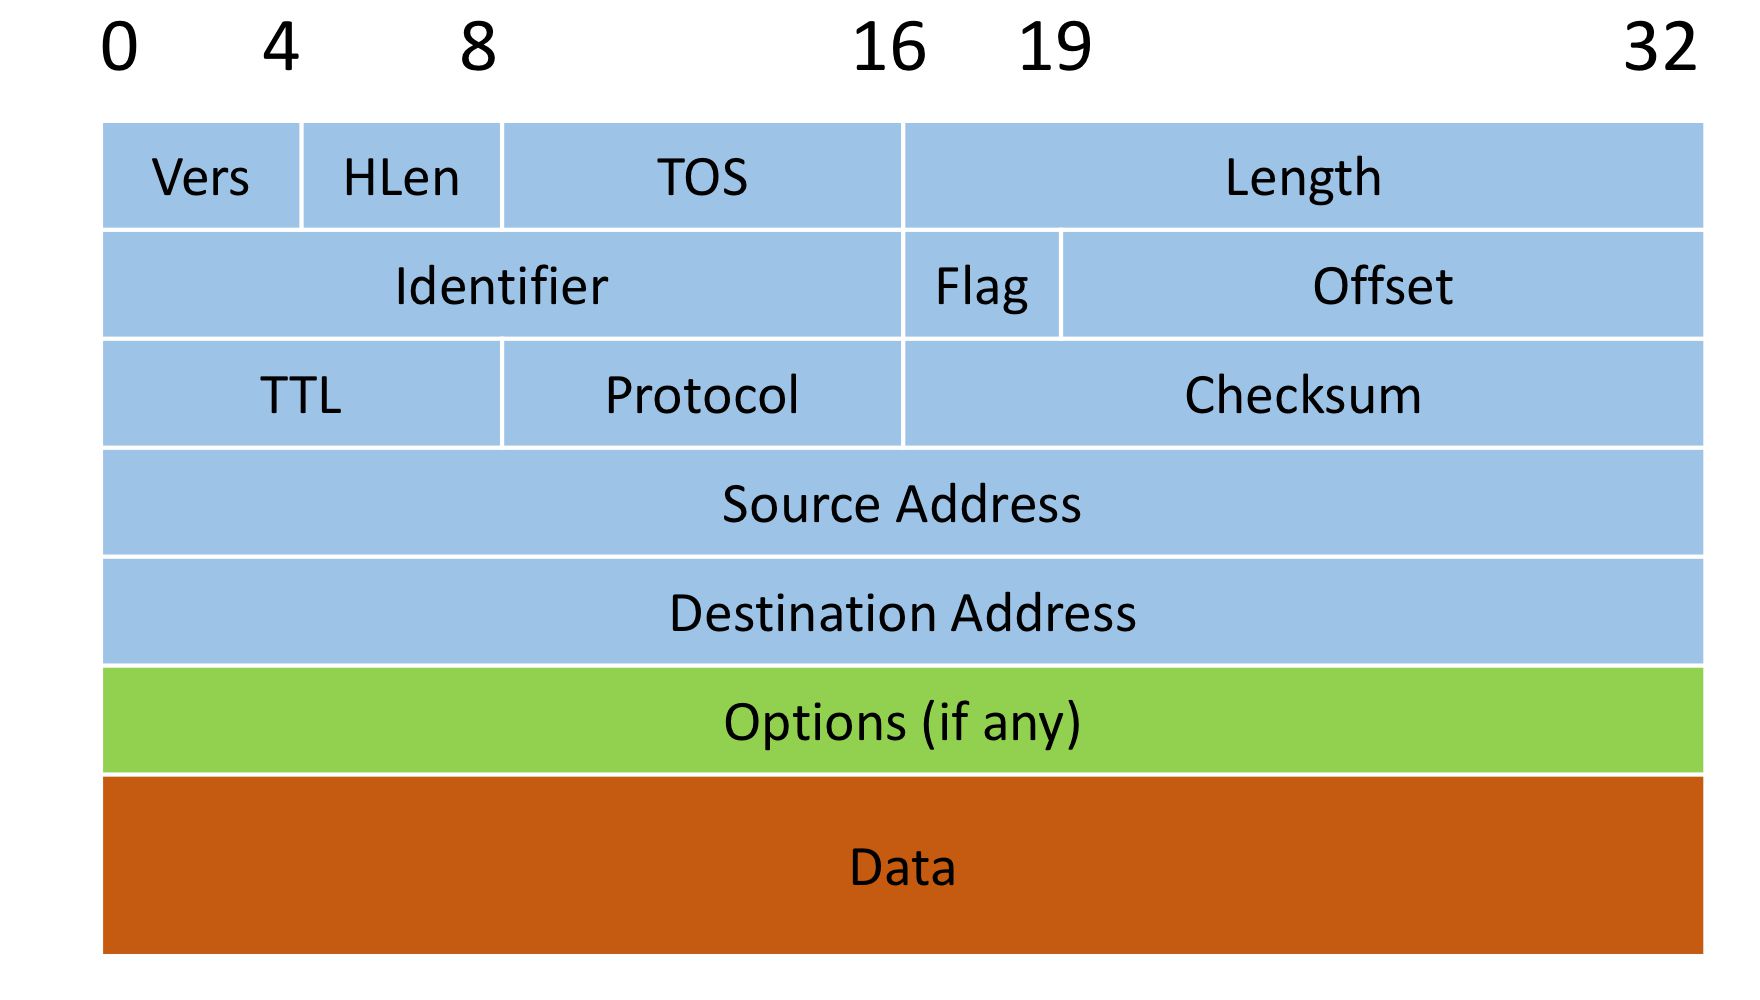 0 4 8 16 19 32
Vers HLen TOS Length
Identifier Flag Offset
TTL Protocol Checksum
Source Address
Destination Address
Options (if any)
Data